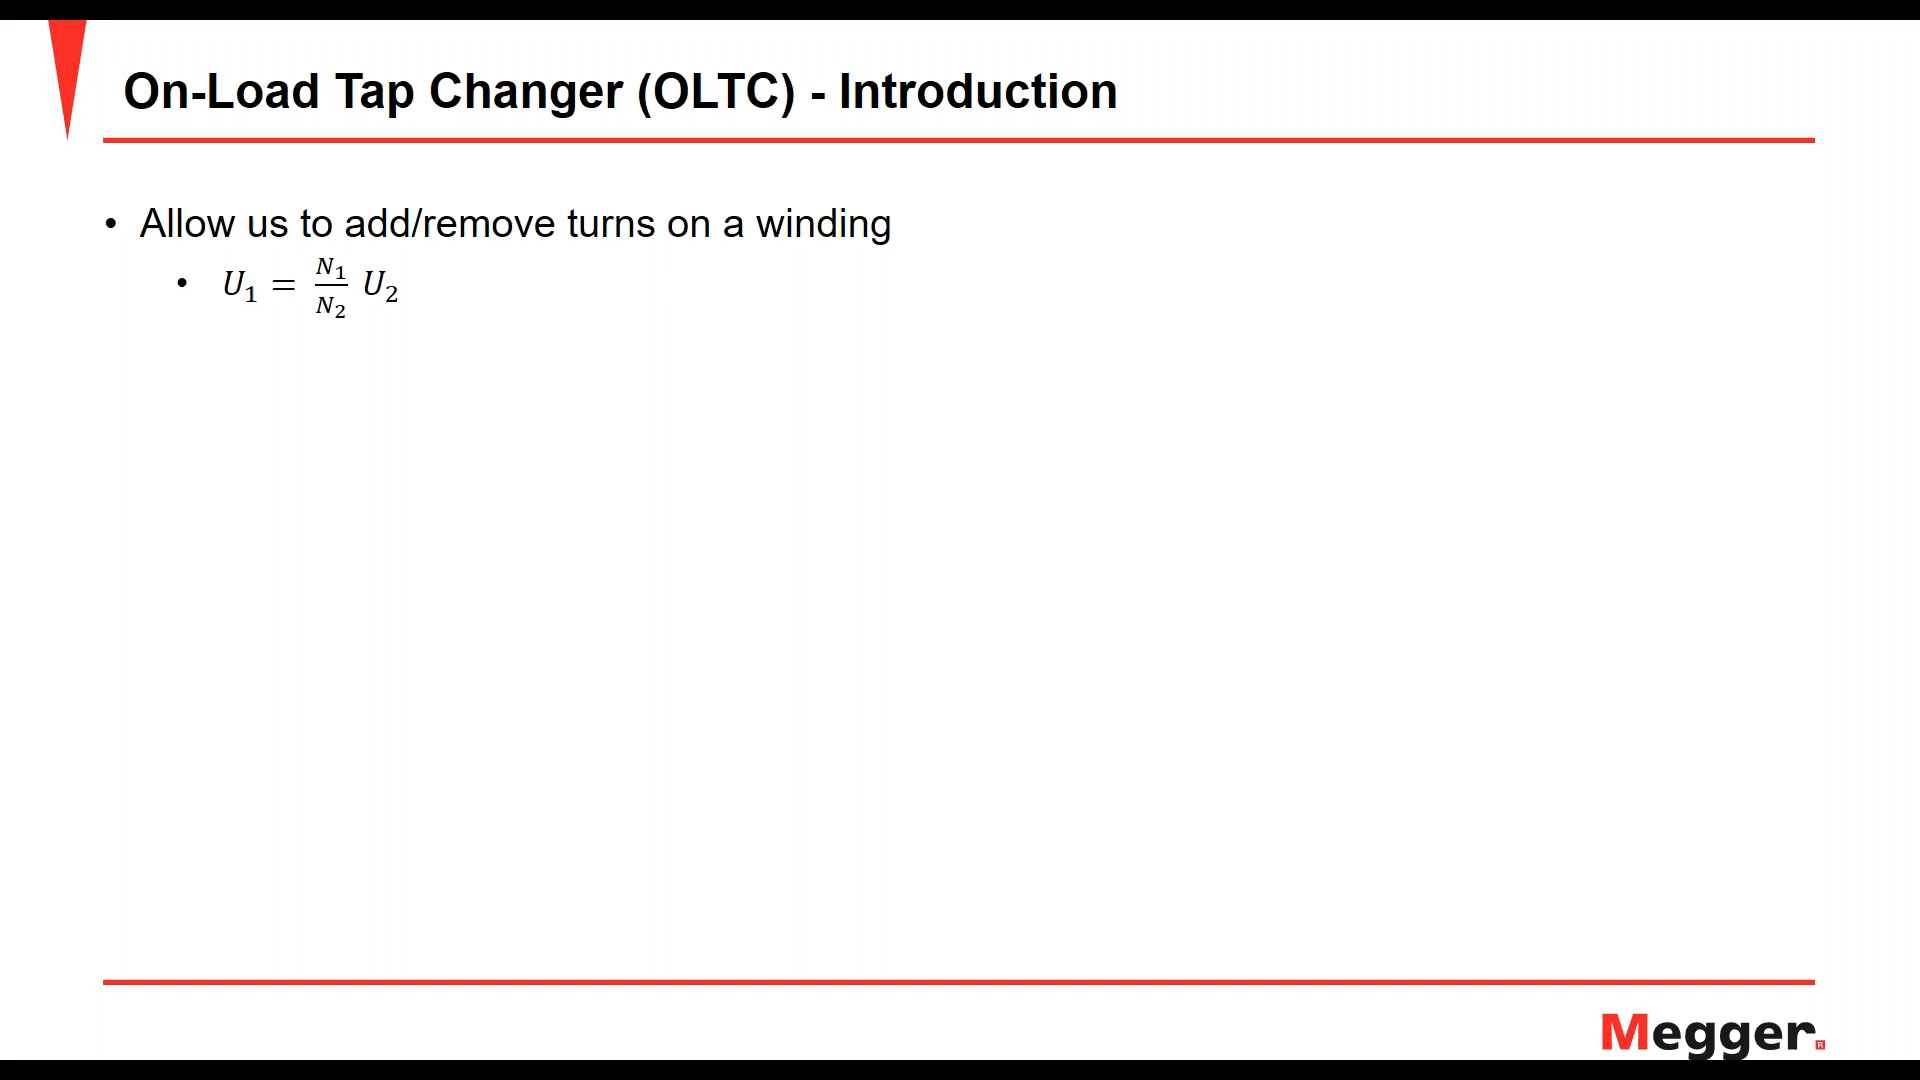 On-Load Tap Changer (OLTC) - Introduction
• Allow us to add/remove turns on a winding
• U₁ = N₁/N₂ U₂
Megger.